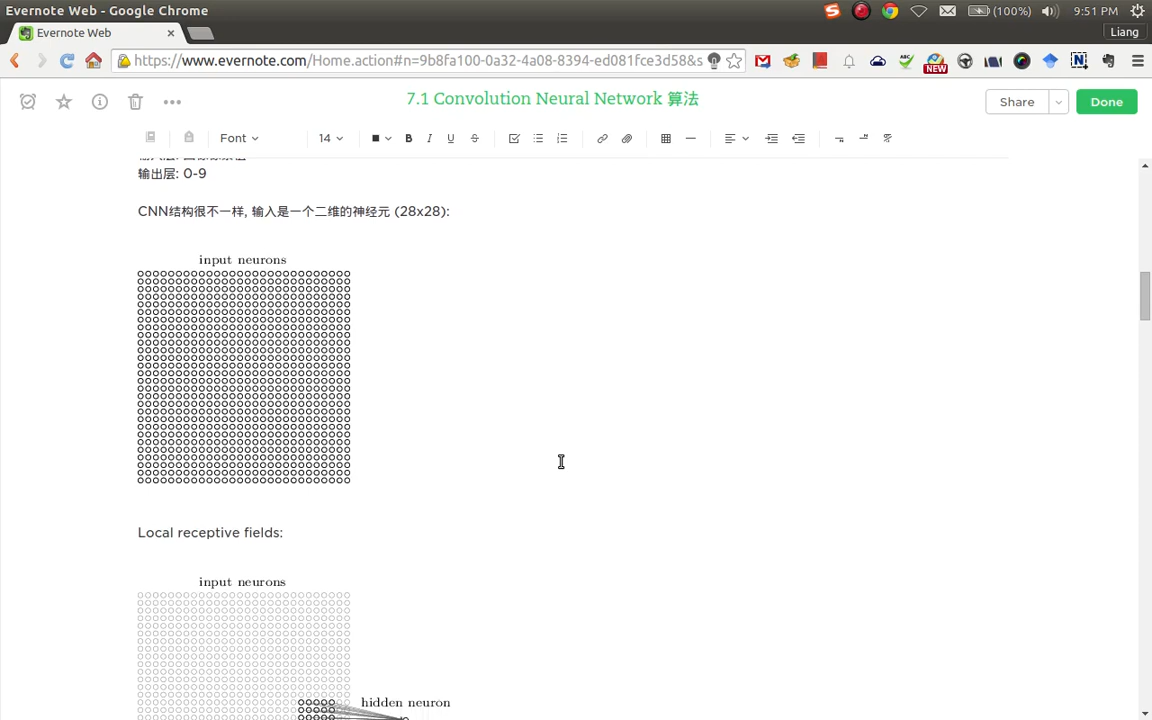 Evernote Web - Google Chrome
(100%)
9:51 PM
Evernote Web
Liang
https://www.evernote.com/Home.action#n=9b8fa100-0a32-4a08-8394-ed081fce3d58&s
NEW
7.1 Convolution Neural Network 算法
Share
Done
Font
14
B
I
U
S
输出层: 0-9
CNN结构很不一样, 输入是一个二维的神经元 (28x28):
input neurons
Local receptive fields:
input neurons
hidden neuron